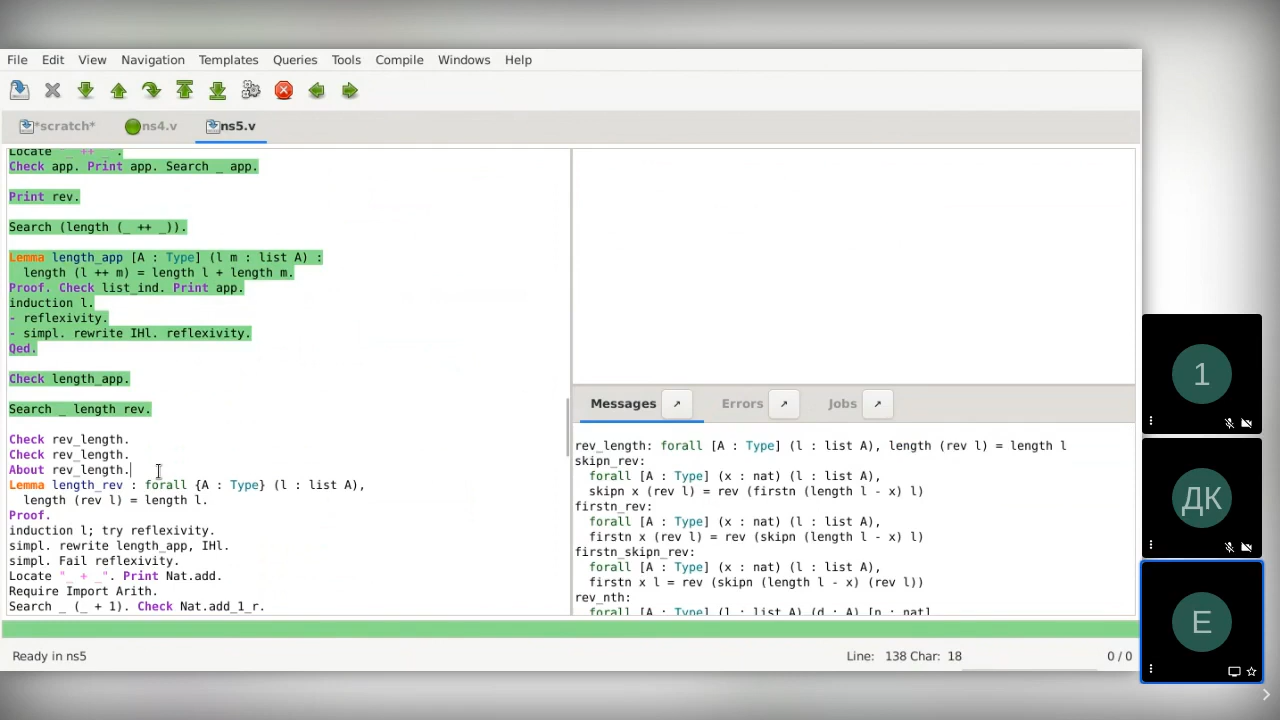 File Edit View Navigation Templates Queries Tools Compile Windows Help
*scratch* ns4.v ns5.v
Locate "_ ++ _".
Check app. Print app. Search _ app.
Print rev.
Search (length (_ ++ _)).
Lemma length_app [A : Type] (l m : list A) :
length (l ++ m) = length l + length m.
Proof. Check list_ind. Print app.
induction l.
- reflexivity.
- simpl. rewrite IHl. reflexivity.
Qed.
Check length_app.
Search _ length rev.
Check rev_length.
Check rev_length.
About rev_length.
Lemma length_rev : forall {A : Type} (l : list A),
length (rev l) = length l.
Proof.
induction l; try reflexivity.
simpl. rewrite length_app, IHl.
simpl. Fail reflexivity.
Locate "_ + _". Print Nat.add.
Require Import Arith.
Search _ (_ + 1). Check Nat.add_1_r.
Messages ↗ Errors ↗ Jobs ↗
rev_length: forall [A : Type] (l : list A), length (rev l) = length l
skipn_rev:
forall [A : Type] (x : nat) (l : list A),
skipn x (rev l) = rev (firstn (length l - x) l)
firstn_rev:
forall [A : Type] (x : nat) (l : list A),
firstn x (rev l) = rev (skipn (length l - x) l)
firstn_skipn_rev:
forall [A : Type] (x : nat) (l : list A),
firstn x l = rev (skipn (length l - x) (rev l))
rev_nth:
forall [A : Type] (l : list A) (d : A) [n : nat]
Ready in ns5 Line: 138 Char: 18 0 / 0
1
ДК
E